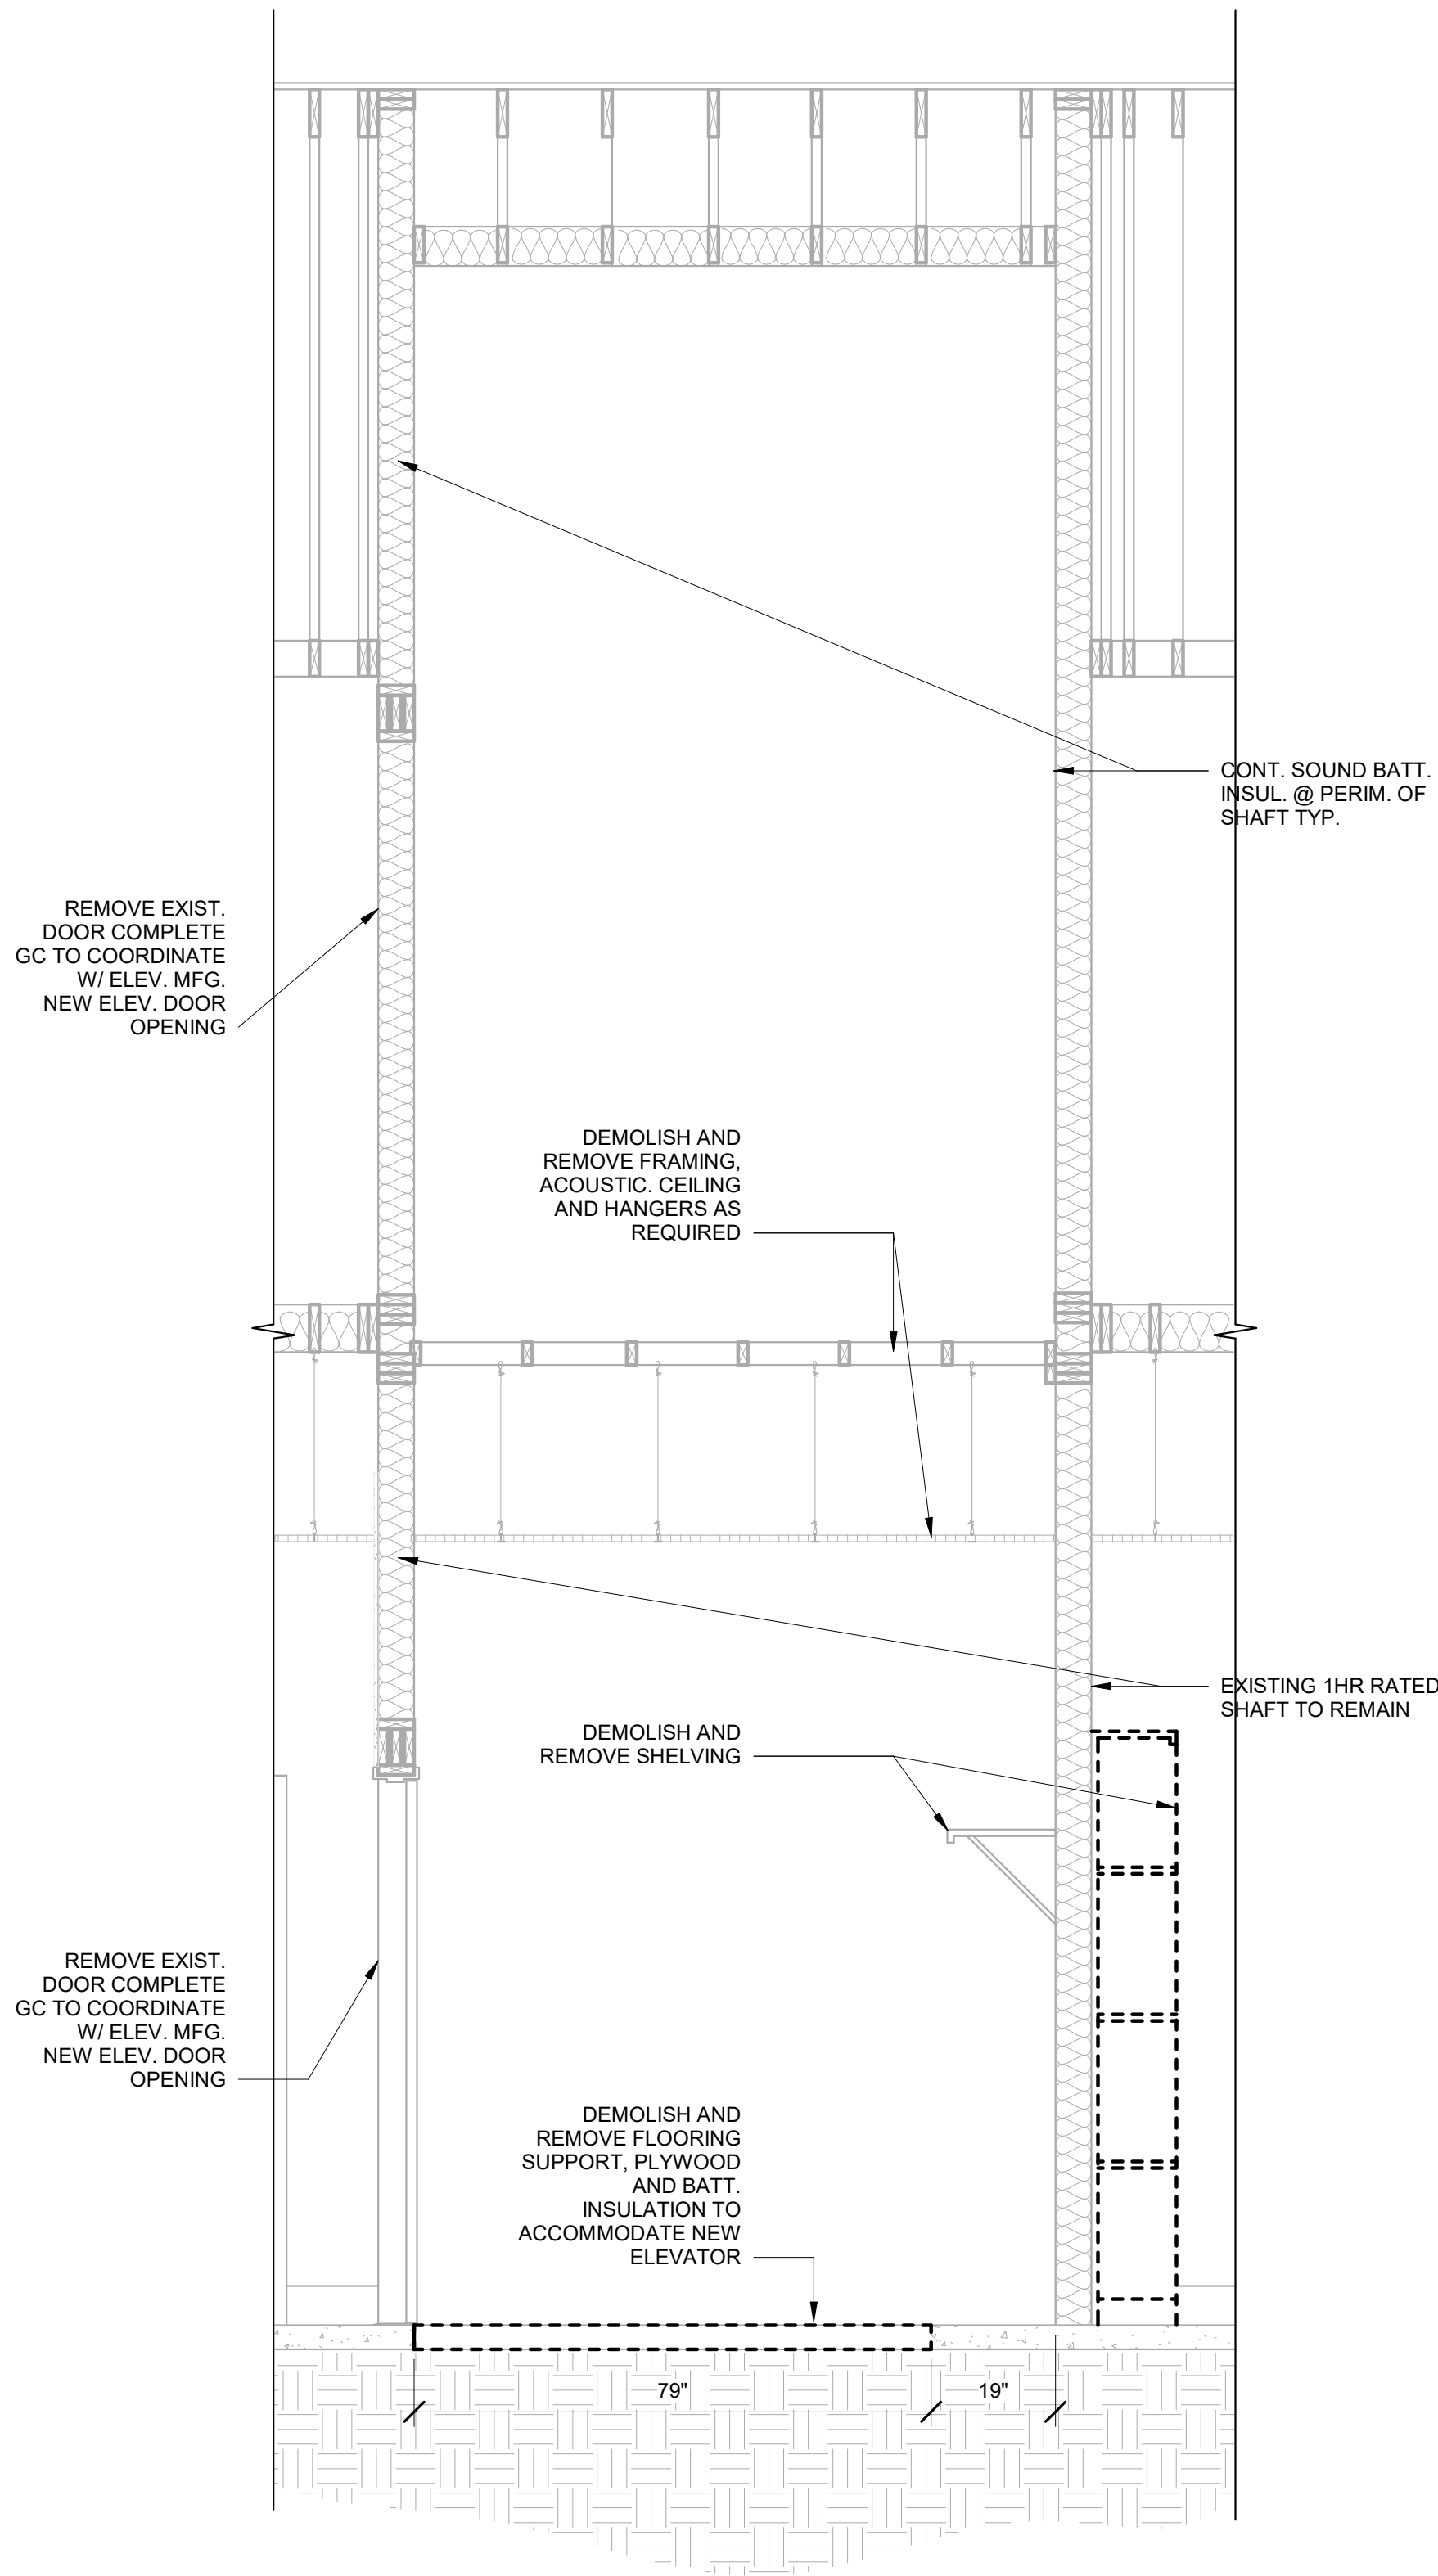 CONT. SOUND BATT.
INSUL. @ PERIM. OF
SHAFT TYP.
REMOVE EXIST.
DOOR COMPLETE
GC TO COORDINATE
W/ ELEV. MFG.
NEW ELEV. DOOR
OPENING
DEMOLISH AND
REMOVE FRAMING,
ACOUSTIC. CEILING
AND HANGERS AS
REQUIRED
EXISTING 1HR RATED
SHAFT TO REMAIN
DEMOLISH AND
REMOVE SHELVING
REMOVE EXIST.
DOOR COMPLETE
GC TO COORDINATE
W/ ELEV. MFG.
NEW ELEV. DOOR
OPENING
DEMOLISH AND
REMOVE FLOORING
SUPPORT, PLYWOOD
AND BATT.
INSULATION TO
ACCOMMODATE NEW
ELEVATOR
79"
19"